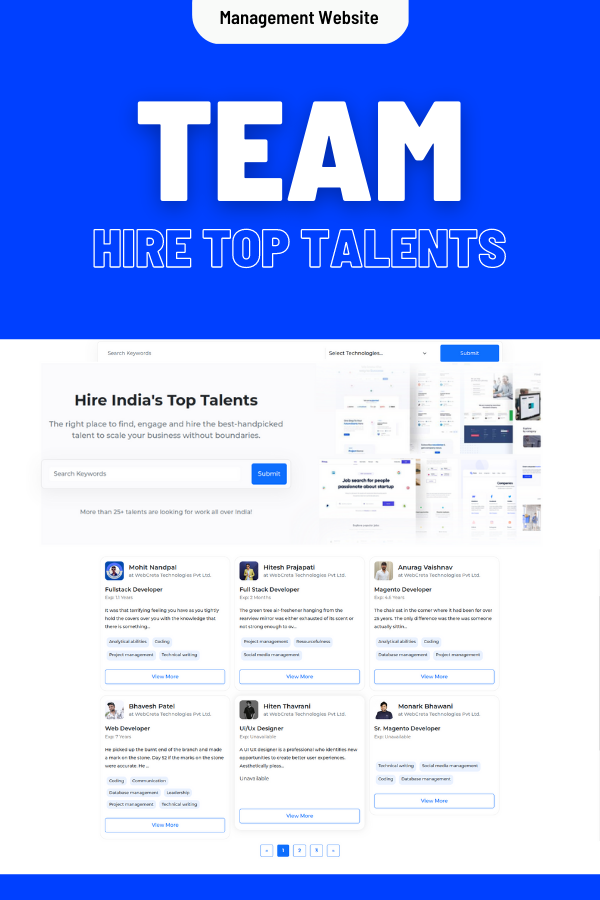 Management Website
TEAM
HIRE TOP TALENTS
Search Keywords
Select Technologies...
Submit
Hire India's Top Talents
The right place to find, engage and hire the best-handpicked
talent to scale your business without boundaries.
Search Keywords
Submit
More than 25+ talents are looking for work all over India!
Job search for people
passionate about startup
Companies
Mohit Nandpal
at WebCreta Technologies Pvt Ltd.
Fullstack Developer
Exp: 1.1 Years
It was that terrifying feeling you have as you tightly
hold the covers over you with the knowledge that
there is something...
Analytical abilities
Coding
Project management
Technical writing
View More
Hitesh Prajapati
at WebCreta Technologies Pvt Ltd.
Full Stack Developer
Exp: 2 Months
The green tree air freshener hanging from the
rearview mirror was either exhausted of its scent or
not strong enough to ov...
Project management
Resourcefulness
Social media management
View More
Anurag Vaishnav
at WebCreta Technologies Pvt Ltd.
Magento Developer
Exp: 4.5 Years
The chair sat in the corner where it had been for over
25 years. The only difference was there was someone
actually sittin...
Analytical abilities
Coding
Database management
Project management
View More
Bhavesh Patel
at WebCreta Technologies Pvt Ltd.
Web Developer
Exp: 7 Years
He picked up the burnt end of the branch and made
a mark on the stone. Day 52 if the marks on the stone
were accurate. He ...
Coding
Communication
Database management
Leadership
Project management
Technical writing
View More
Hiten Thavrani
at WebCreta Technologies Pvt Ltd.
UI/Ux Designer
Exp: Unavailable
A UI UX designer is a professional who identifies new
opportunities to create better user experiences.
Aesthetically pleas...
Unavailable
View More
Monark Bhawani
at WebCreta Technologies Pvt Ltd.
Sr. Magento Developer
Exp: Unavailable
Technical writing
Social media management
Coding
Database management
View More
« 1 2 3 »